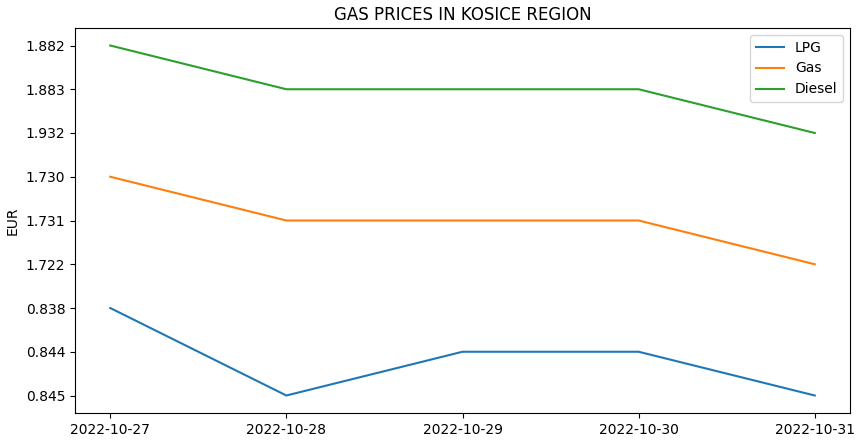 GAS PRICES IN KOSICE REGION
LPG
Gas
Diesel
EUR
1.882
1.883
1.932
1.730
1.731
1.722
0.838
0.844
0.845
2022-10-27 2022-10-28 2022-10-29 2022-10-30 2022-10-31